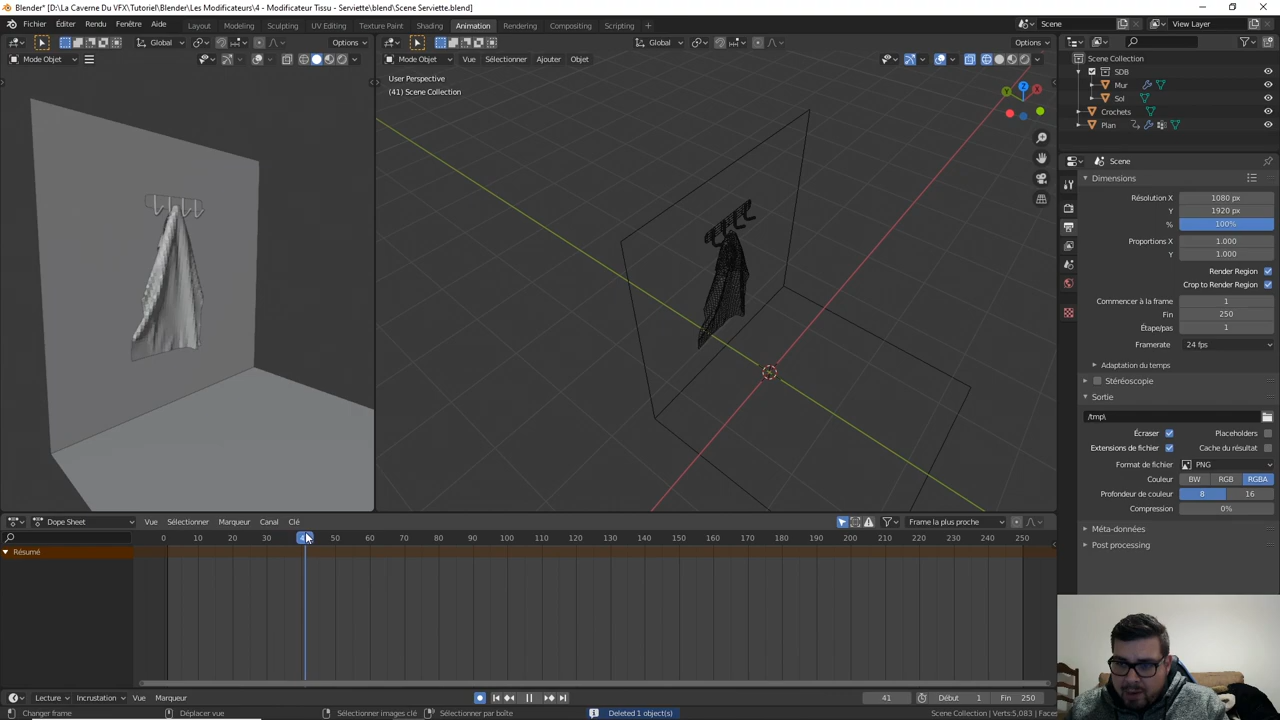 Blender* [D:\La Caverne Du VFX\Tutoriel\Blender\Les Modificateurs\4 - Modificateur Tissu - Serviette\blend\Scene Serviette.blend]
Fichier Éditer Rendu Fenêtre Aide Layout Modeling Sculpting UV Editing Texture Paint Shading Animation Rendering Compositing Scripting + Scene View Layer
Global Options Global Options
Mode Objet Mode Objet Vue Sélectionner Ajouter Objet
Scene Collection
SDB
Mur
Sol
Crochets
Plan
User Perspective
(41) Scene Collection
Z
Y
X
Scene
Dimensions
Résolution X 1080 px
Y 1920 px
% 100%
Proportions X 1.000
Y 1.000
Render Region
Crop to Render Region
Commencer à la frame 1
Fin 250
Étape/pas 1
Framerate 24 fps
Adaptation du temps
Stéréoscopie
Sortie
/tmp\
Écraser Placeholders
Extensions de fichier Cache du résultat
Format de fichier PNG
Couleur BW RGB RGBA
Profondeur de couleur 8 16
Compression 0%
Méta-données
Post processing
Dope Sheet Vue Sélectionner Marqueur Canal Clé Frame la plus proche
0 10 20 30 50 60 70 80 90 100 110 120 130 140 150 160 170 180 190 200 210 220 230 240 250
Résumé
Lecture Incrustation Vue Marqueur 41 Début 1 Fin 250
Changer frame Déplacer vue Sélectionner images clé Sélectionner par boîte Deleted 1 object(s) Scene Collection | Verts:5,083 | Faces